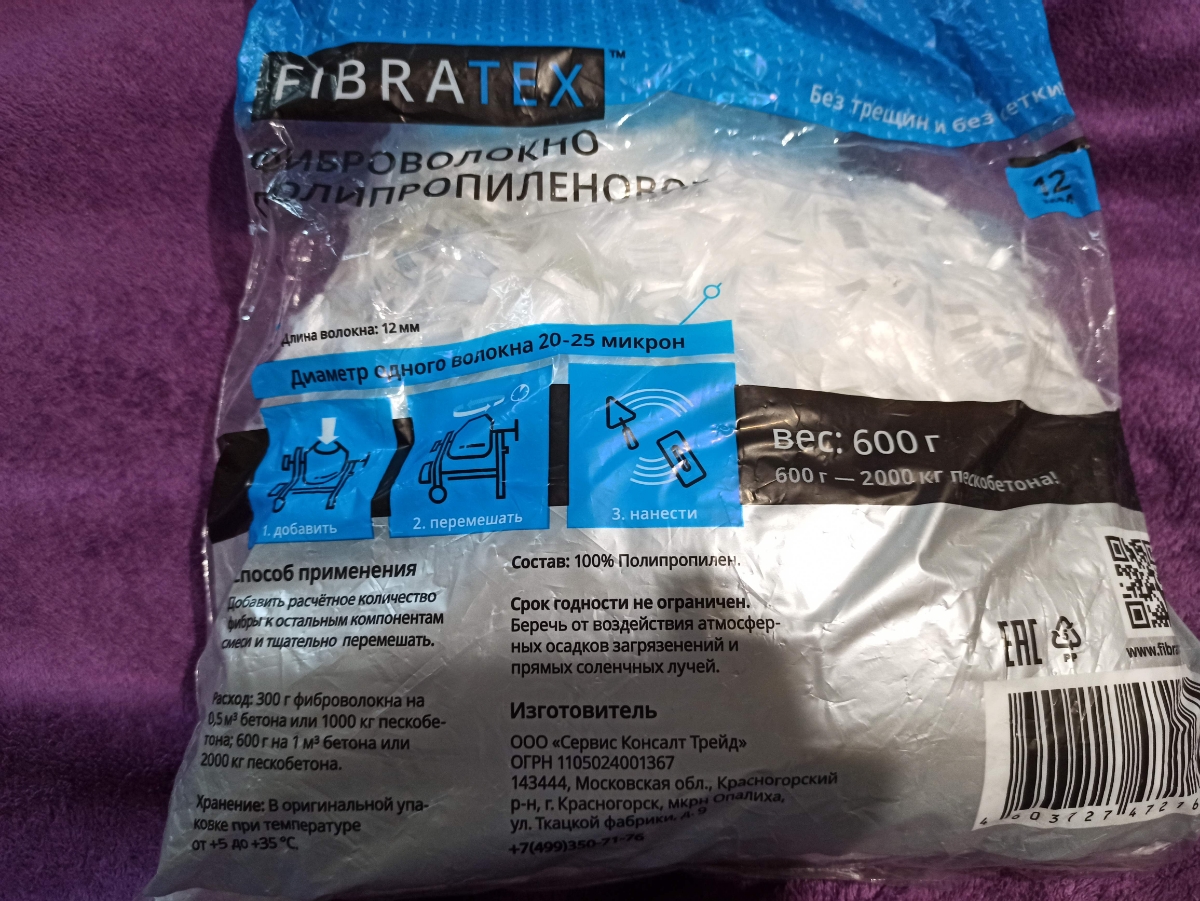 FIBRATEX™
Без трещин и без сетки
ФИБРОВОЛОКНО
ПОЛИПРОПИЛЕНОВОЕ
12
Длина волокна: 12 мм
Диаметр одного волокна 20-25 микрон
1. добавить
2. перемешать
3. нанести
вес: 600 г
600 г — 2000 кг пескобетона!
Способ применения
Добавить расчётное количество
фибры к остальным компонентам
смеси и тщательно перемешать.
Расход: 300 г фиброволокна на
0,5 м³ бетона или 1000 кг пескобе-
тона; 600 г на 1 м³ бетона или
2000 кг пескобетона.
Хранение: В оригинальной упа-
ковке при температуре
от +5 до +35 °С.
Состав: 100% Полипропилен.
Срок годности не ограничен.
Беречь от воздействия атмосфер-
ных осадков загрязнений и
прямых соленчных лучей.
Изготовитель
ООО «Сервис Консалт Трейд»
ОГРН 1105024001367
143444, Московская обл., Красногорский
р-н, г. Красногорск, мкрн Опалиха,
ул. Ткацкой фабрики, д. 9
+7(499)350-71-76
EAC
PP
www.fibra
4 603727 47276